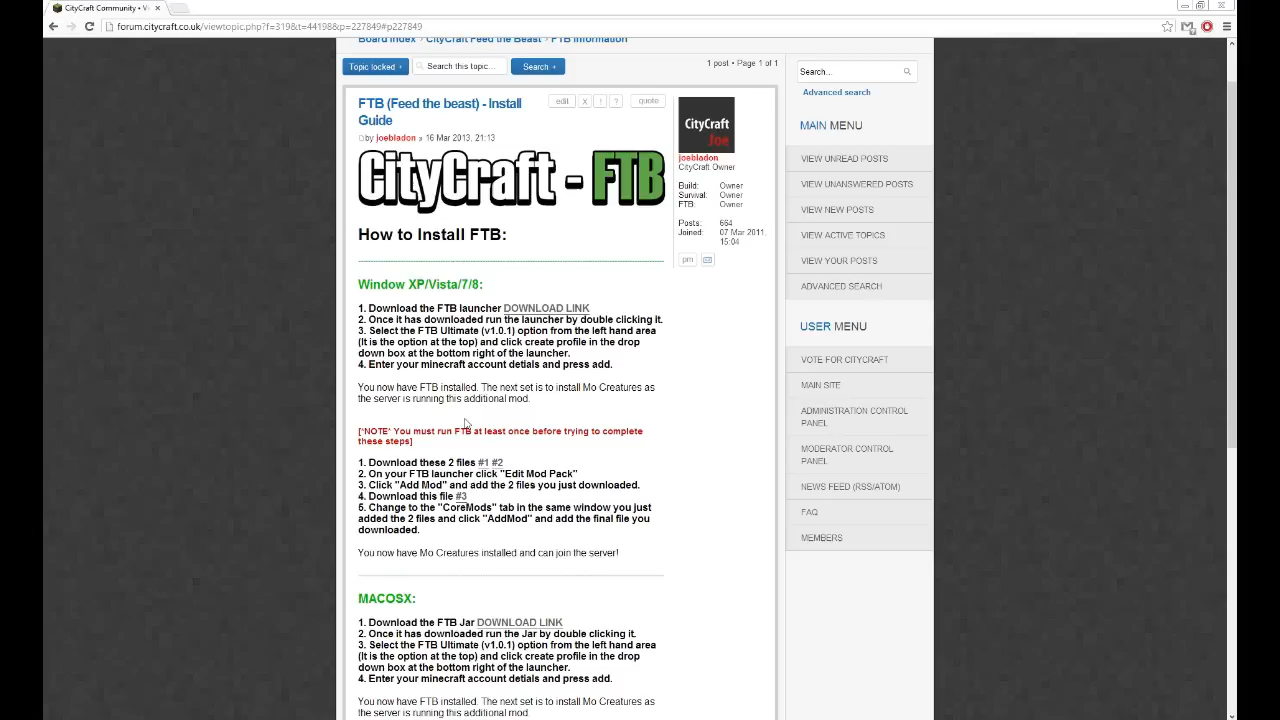 CityCraft Community • Vi
forum.citycraft.co.uk/viewtopic.php?f=319&t=44198&p=227849#p227849
Board index ‹ CityCraft Feed the Beast ‹ FTB Information
Topic locked
Search this topic…
Search
1 post • Page 1 of 1
FTB (Feed the beast) - Install
Guide
edit X ! ? quote
by joebladon » 16 Mar 2013, 21:13
CityCraft - FTB
How to Install FTB:
Window XP/Vista/7/8:
1. Download the FTB launcher DOWNLOAD LINK
2. Once it has downloaded run the launcher by double clicking it.
3. Select the FTB Ultimate (v1.0.1) option from the left hand area
(It is the option at the top) and click create profile in the drop
down box at the bottom right of the launcher.
4. Enter your minecraft account detials and press add.
You now have FTB installed. The next set is to install Mo Creatures as
the server is running this additional mod.
[*NOTE* You must run FTB at least once before trying to complete
these steps]
1. Download these 2 files #1 #2
2. On your FTB launcher click "Edit Mod Pack"
3. Click "Add Mod" and add the 2 files you just downloaded.
4. Download this file #3
5. Change to the "CoreMods" tab in the same window you just
added the 2 files and click "AddMod" and add the final file you
downloaded.
You now have Mo Creatures installed and can join the server!
MACOSX:
1. Download the FTB Jar DOWNLOAD LINK
2. Once it has downloaded run the Jar by double clicking it.
3. Select the FTB Ultimate (v1.0.1) option from the left hand area
(It is the option at the top) and click create profile in the drop
down box at the bottom right of the launcher.
4. Enter your minecraft account detials and press add.
You now have FTB installed. The next set is to install Mo Creatures as
the server is running this additional mod.
CityCraft
Joe
joebladon
CityCraft Owner
Build: Owner
Survival: Owner
FTB: Owner
Posts: 664
Joined: 07 Mar 2011,
15:04
pm
Search…
Advanced search
MAIN MENU
VIEW UNREAD POSTS
VIEW UNANSWERED POSTS
VIEW NEW POSTS
VIEW ACTIVE TOPICS
VIEW YOUR POSTS
ADVANCED SEARCH
USER MENU
VOTE FOR CITYCRAFT
MAIN SITE
ADMINISTRATION CONTROL
PANEL
MODERATOR CONTROL
PANEL
NEWS FEED (RSS/ATOM)
FAQ
MEMBERS